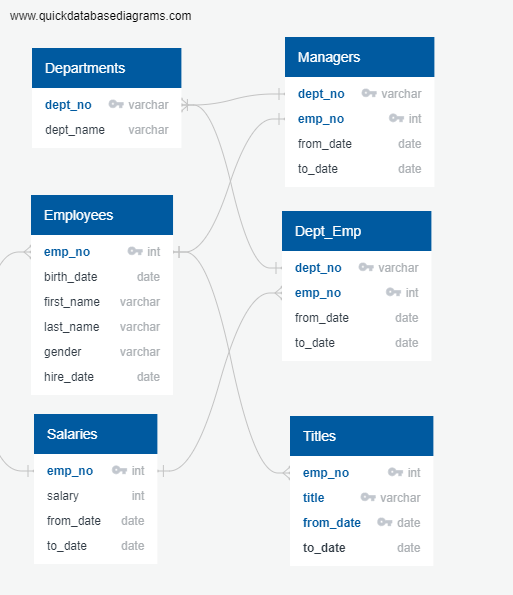 www.quickdatabasediagrams.com
Departments
dept_no varchar
dept_name varchar
Managers
dept_no varchar
emp_no int
from_date date
to_date date
Employees
emp_no int
birth_date date
first_name varchar
last_name varchar
gender varchar
hire_date date
Dept_Emp
dept_no varchar
emp_no int
from_date date
to_date date
Salaries
emp_no int
salary int
from_date date
to_date date
Titles
emp_no int
title varchar
from_date date
to_date date